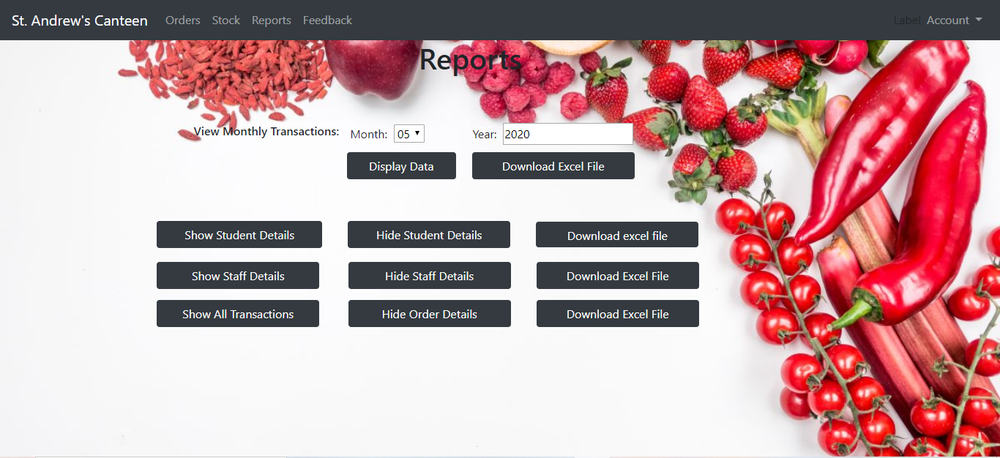 St. Andrew's Canteen Orders Stock Reports Feedback Label Account
Reports
View Monthly Transactions: Month: 05 Year: 2020
Display Data Download Excel File
Show Student Details Hide Student Details Download excel file
Show Staff Details Hide Staff Details Download Excel File
Show All Transactions Hide Order Details Download Excel File